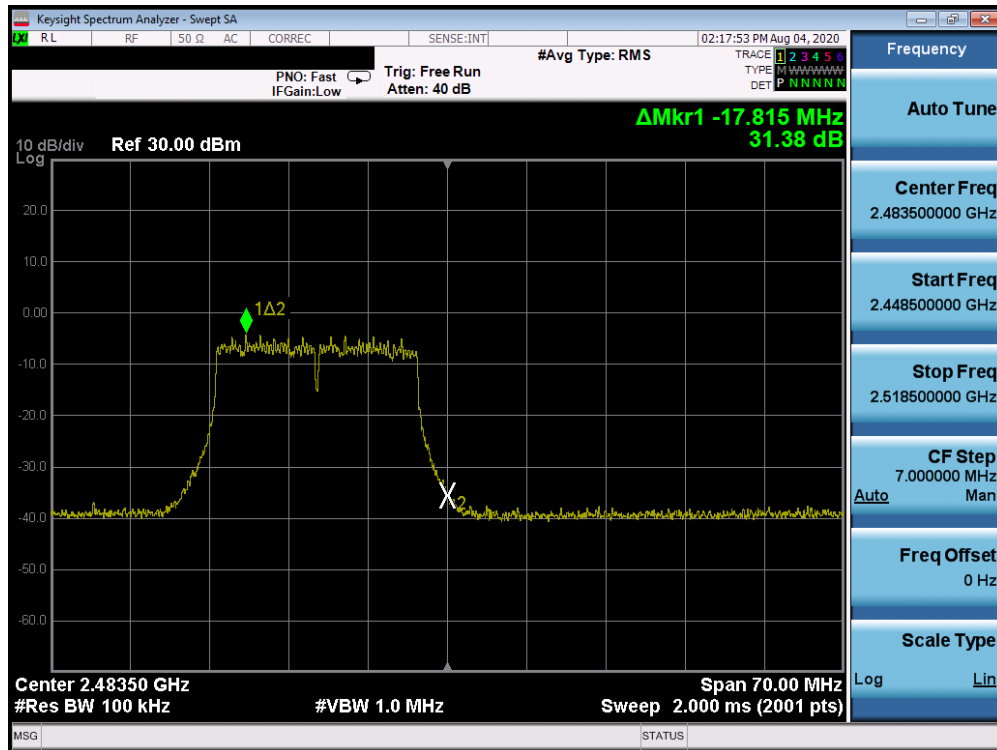 Keysight Spectrum Analyzer - Swept SA
LXI RL RF 50 Ω AC CORREC SENSE:INT 02:17:53 PM Aug 04, 2020
#Avg Type: RMS TRACE 1 2 3 4 5 6
PNO: Fast Trig: Free Run TYPE M W W W W W
IFGain:Low Atten: 40 dB DET P N N N N N
ΔMkr1 -17.815 MHz
31.38 dB
10 dB/div Ref 30.00 dBm
Log
20.0
10.0
0.00
1Δ2
-10.0
-20.0
-30.0
2
-40.0
-50.0
-60.0
Center 2.48350 GHz Span 70.00 MHz
#Res BW 100 kHz #VBW 1.0 MHz Sweep 2.000 ms (2001 pts)
MSG STATUS
Frequency
Auto Tune
Center Freq
2.483500000 GHz
Start Freq
2.448500000 GHz
Stop Freq
2.518500000 GHz
CF Step
7.000000 MHz
Auto Man
Freq Offset
0 Hz
Scale Type
Log Lin